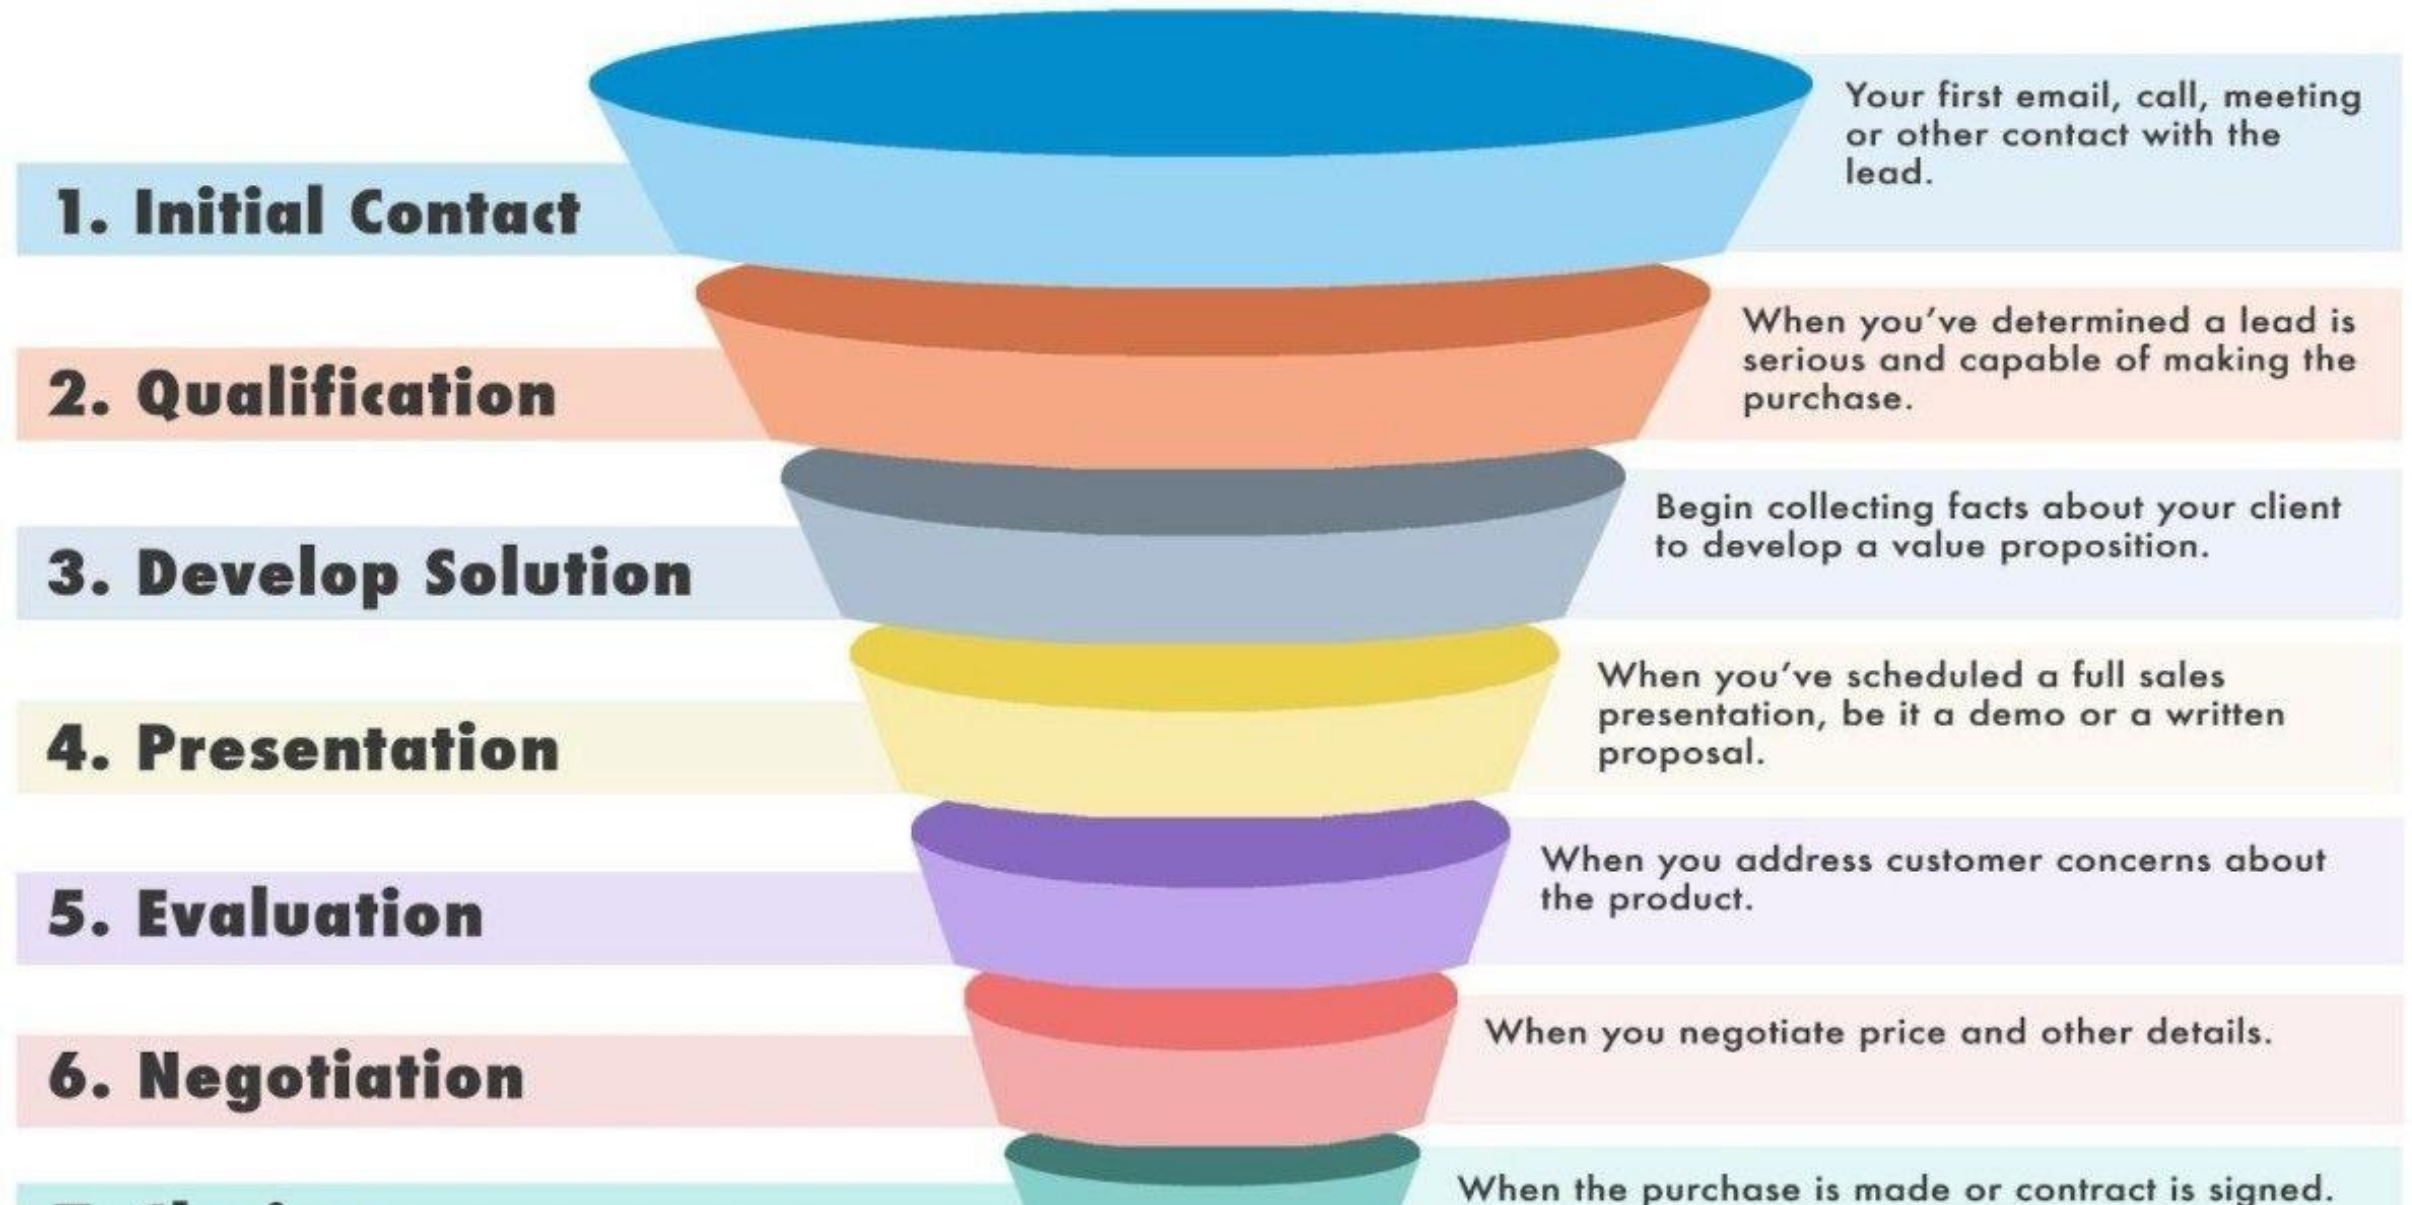 1. Initial Contact
Your first email, call, meeting
or other contact with the
lead.
2. Qualification
When you've determined a lead is
serious and capable of making the
purchase.
3. Develop Solution
Begin collecting facts about your client
to develop a value proposition.
4. Presentation
When you've scheduled a full sales
presentation, be it a demo or a written
proposal.
5. Evaluation
When you address customer concerns about
the product.
6. Negotiation
When you negotiate price and other details.
When the purchase is made or contract is signed.